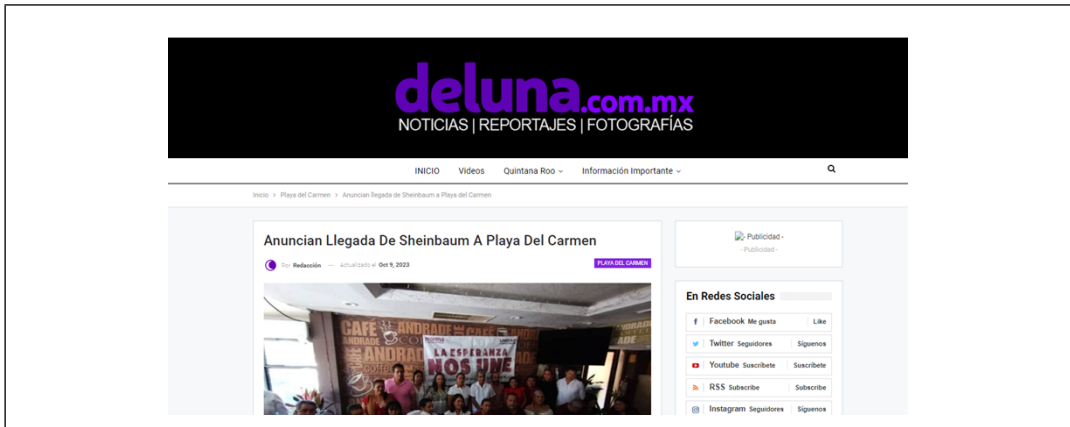 deluna.com.mx
NOTICIAS | REPORTAJES | FOTOGRAFÍAS
INICIO Videos Quintana Roo Información Importante
Inicio > Playa del Carmen > Anuncian llegada de Sheinbaum a Playa del Carmen
Anuncian Llegada De Sheinbaum A Playa Del Carmen
Por Redacción — Actualizado el Oct 9, 2023 PLAYA DEL CARMEN
- Publicidad -
- Publicidad -
En Redes Sociales
Facebook Me gusta Like
Twitter Seguidores Síguenos
Youtube Suscríbete Suscríbete
RSS Subscribe Subscribe
Instagram Seguidores Síguenos
CAFÉ ANDRADE
LA ESPERANZA
NOS UNE